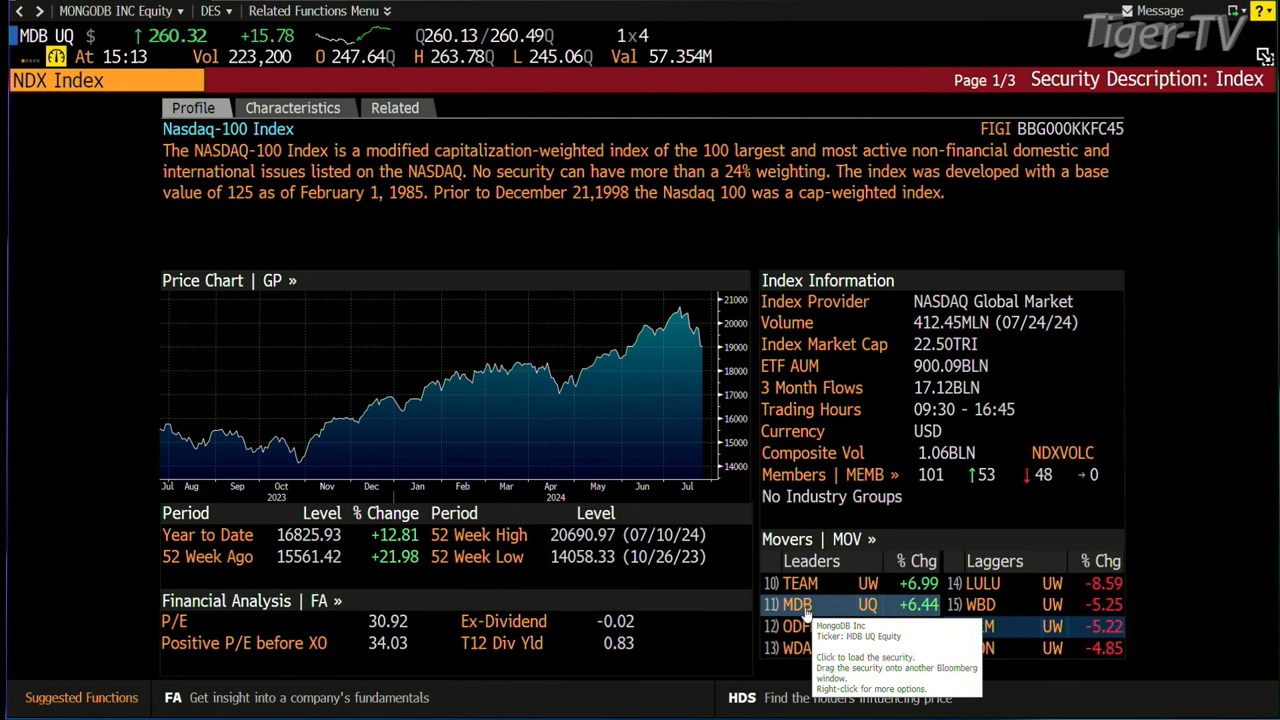 MONGODB INC Equity DES Related Functions Menu Message
MDB UQ $ ↑ 260.32 +15.78 Q260.13/260.49Q 1x4
At 15:13 Vol 223,200 O 247.64Q H 263.78Q L 245.06Q Val 57.354M
Tiger-TV
NDX Index Page 1/3 Security Description: Index
Profile Characteristics Related
Nasdaq-100 Index FIGI BBG000KKFC45
The NASDAQ-100 Index is a modified capitalization-weighted index of the 100 largest and most active non-financial domestic and
international issues listed on the NASDAQ. No security can have more than a 24% weighting. The index was developed with a base
value of 125 as of February 1, 1985. Prior to December 21,1998 the Nasdaq 100 was a cap-weighted index.
Price Chart | GP »
21000
20000
19000
18000
17000
16000
15000
14000
Jul Aug Sep Oct Nov Dec Jan Feb Mar Apr May Jun Jul
2023 2024
Index Information
Index Provider NASDAQ Global Market
Volume 412.45MLN (07/24/24)
Index Market Cap 22.50TRI
ETF AUM 900.09BLN
3 Month Flows 17.12BLN
Trading Hours 09:30 - 16:45
Currency USD
Composite Vol 1.06BLN NDXVOLC
Members | MEMB » 101 ↑53 ↓48 →0
No Industry Groups
Period Level % Change Period Level
Year to Date 16825.93 +12.81 52 Week High 20690.97 (07/10/24)
52 Week Ago 15561.42 +21.98 52 Week Low 14058.33 (10/26/23)
Financial Analysis | FA »
P/E 30.92 Ex-Dividend -0.02
Positive P/E before XO 34.03 T12 Div Yld 0.83
Movers | MOV »
Leaders % Chg Laggers % Chg
10) TEAM UW +6.99 14) LULU UW -8.59
11) MDB UQ +6.44 15) WBD UW -5.25
12) ODF UW -5.22
13) WDA UW -4.85
MongoDB Inc
Ticker: MDB UQ Equity
Click to load the security.
Drag the security onto another Bloomberg
window.
Right-click for more options.
Suggested Functions FA Get insight into a company's fundamentals HDS Find the holders influencing price